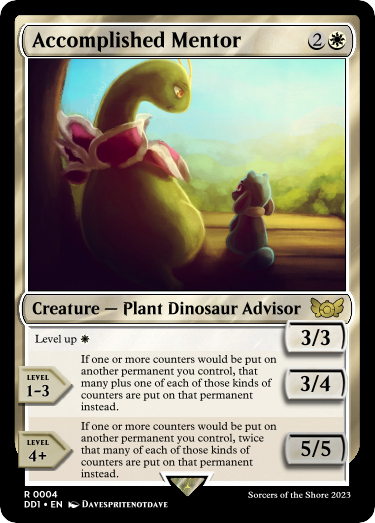 Accomplished Mentor 2
Creature — Plant Dinosaur Advisor
3/3
Level up
If one or more counters would be put on
another permanent you control, that
many plus one of each of those kinds of
counters are put on that permanent
instead.
LEVEL
1-3
3/4
If one or more counters would be put on
another permanent you control, twice
that many of each of those kinds of
counters are put on that permanent
instead.
LEVEL
4+
5/5
R 0004
DD1 • EN DAVESPRITENOTDAVE
Sorcers of the Shore 2023